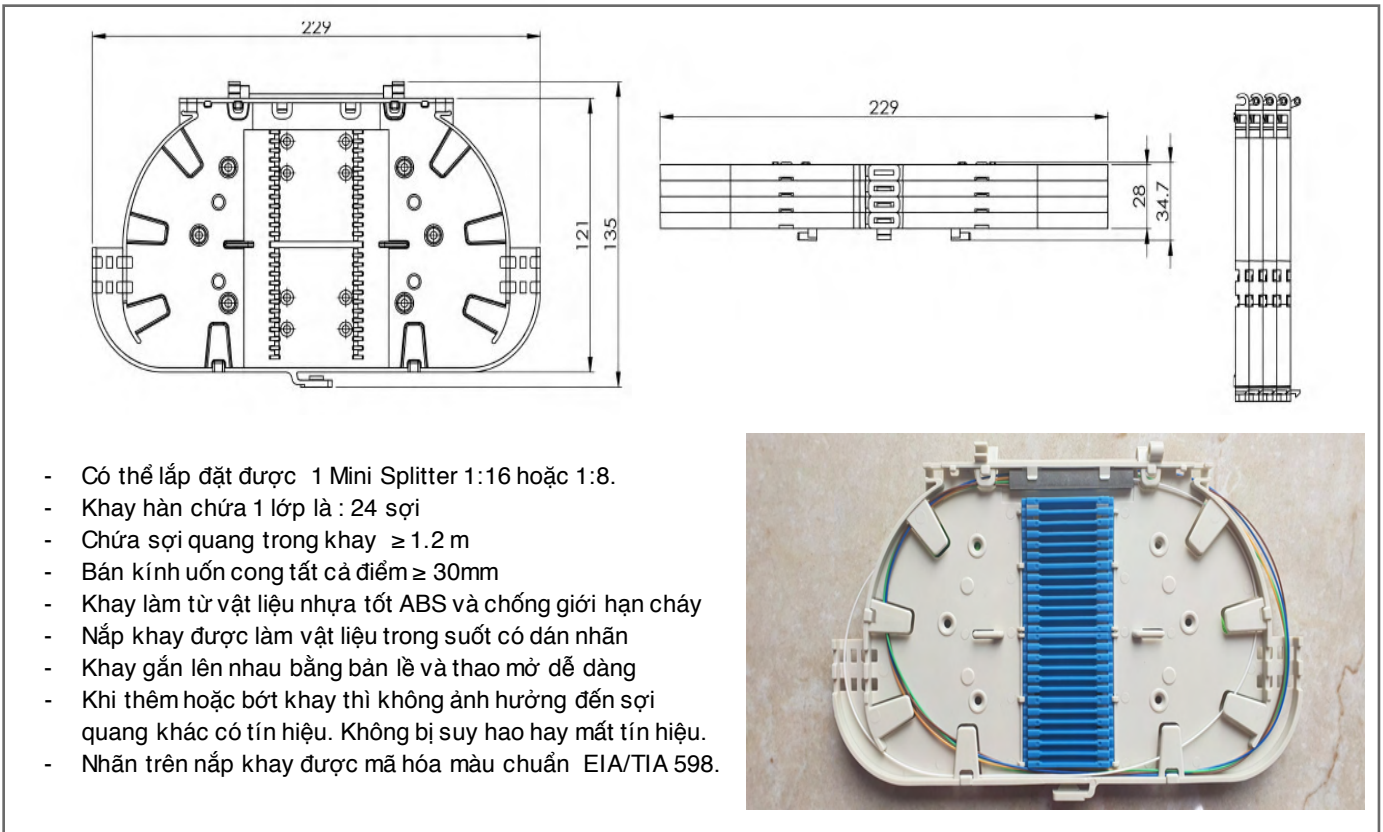 229
121
135
229
28
34.7
- Có thể lắp đặt được 1 Mini Splitter 1:16 hoặc 1:8.
- Khay hàn chứa 1 lớp là : 24 sợi
- Chứa sợi quang trong khay ≥ 1.2 m
- Bán kính uốn cong tất cả điểm ≥ 30mm
- Khay làm từ vật liệu nhựa tốt ABS và chống giới hạn cháy
- Nắp khay được làm vật liệu trong suốt có dán nhãn
- Khay gắn lên nhau bằng bản lề và thao mở dễ dàng
- Khi thêm hoặc bớt khay thì không ảnh hưởng đến sợi
quang khác có tín hiệu. Không bị suy hao hay mất tín hiệu.
- Nhãn trên nắp khay được mã hóa màu chuẩn EIA/TIA 598.